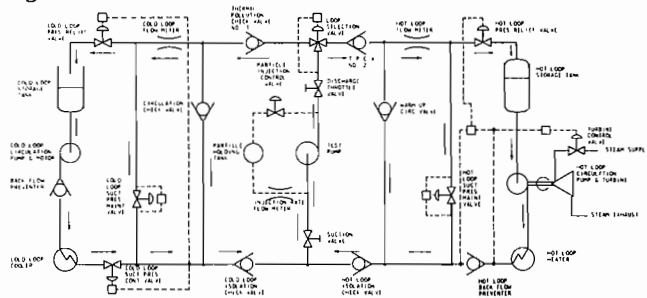 COLD LOOP
PRES RELIEF
VALVE
COLD LOOP
FLOW METER
THERMAL
POLLUTION
CHECK VALVE
NO. 1
LOOP
SELECTION
VALVE
HOT LOOP
FLOW METER
HOT LOOP
PRES RELIEF
VALVE
T.P.C.V.
NO. 2
PARTICLE
INJECTION
CONTROL
VALVE
DISCHARGE
THROTTLE
VALVE
COLD LOOP
STORAGE
TANK
HOT LOOP
STORAGE
TANK
CIRCULATION
CHECK VALVE
WARM UP
CIRC VALVE
TURBINE
CONTROL
VALVE
STEAM SUPPLY
COLD LOOP
CIRCULATION
PUMP & MOTOR
PARTICLE
HOLDING
TANK
TEST
PUMP
HOT LOOP
CIRCULATION
PUMP & TURBINE
BACK FLOW
PREVENTER
COLD
LOOP
SUCT
PRES
MAINT
VALVE
HOT
LOOP
SUCT
PRES
MAINT
VALVE
INJECTION RATE
FLOW METER
STEAM EXHAUST
SUCTION
VALVE
COLD LOOP
COOLER
COLD LOOP
SUCT PRES
CONT VALVE
COLD LOOP
ISOLATION
CHECK VALVE
HOT LOOP
ISOLATION
CHECK VALVE
HOT LOOP
BACK FLOW
PREVENTER
HOT LOOP
HEATER